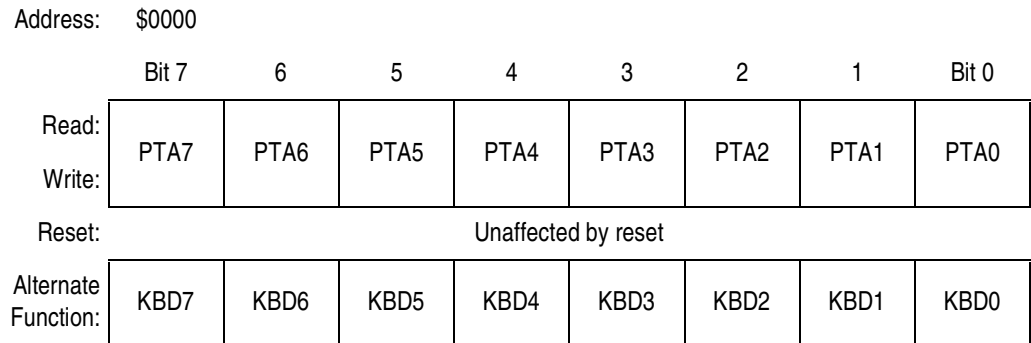 Address: $0000
Bit 7 6 5 4 3 2 1 Bit 0
Read:
PTA7 PTA6 PTA5 PTA4 PTA3 PTA2 PTA1 PTA0
Write:
Reset: Unaffected by reset
Alternate
Function: KBD7 KBD6 KBD5 KBD4 KBD3 KBD2 KBD1 KBD0